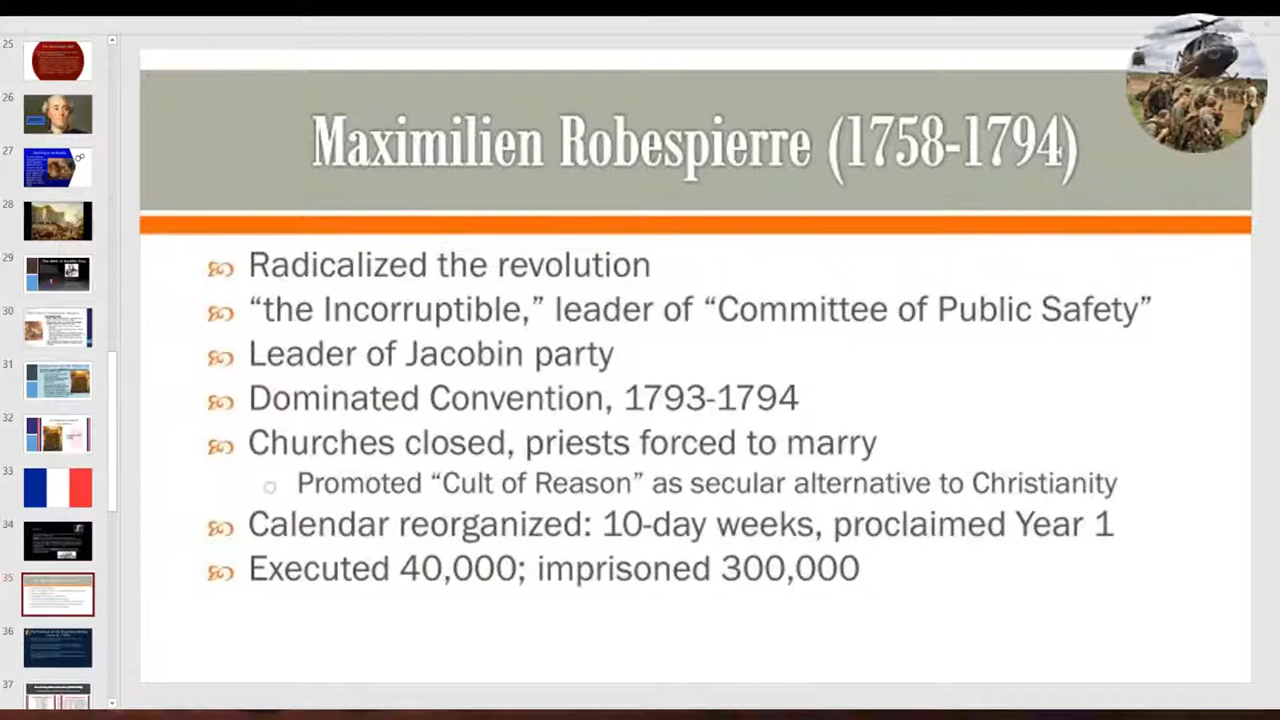 25
26
27
28
29
30
31
32
33
34
35
36
37
Maximilien Robespierre (1758-1794)
Radicalized the revolution
“the Incorruptible,” leader of “Committee of Public Safety”
Leader of Jacobin party
Dominated Convention, 1793-1794
Churches closed, priests forced to marry
Promoted “Cult of Reason” as secular alternative to Christianity
Calendar reorganized: 10-day weeks, proclaimed Year 1
Executed 40,000; imprisoned 300,000